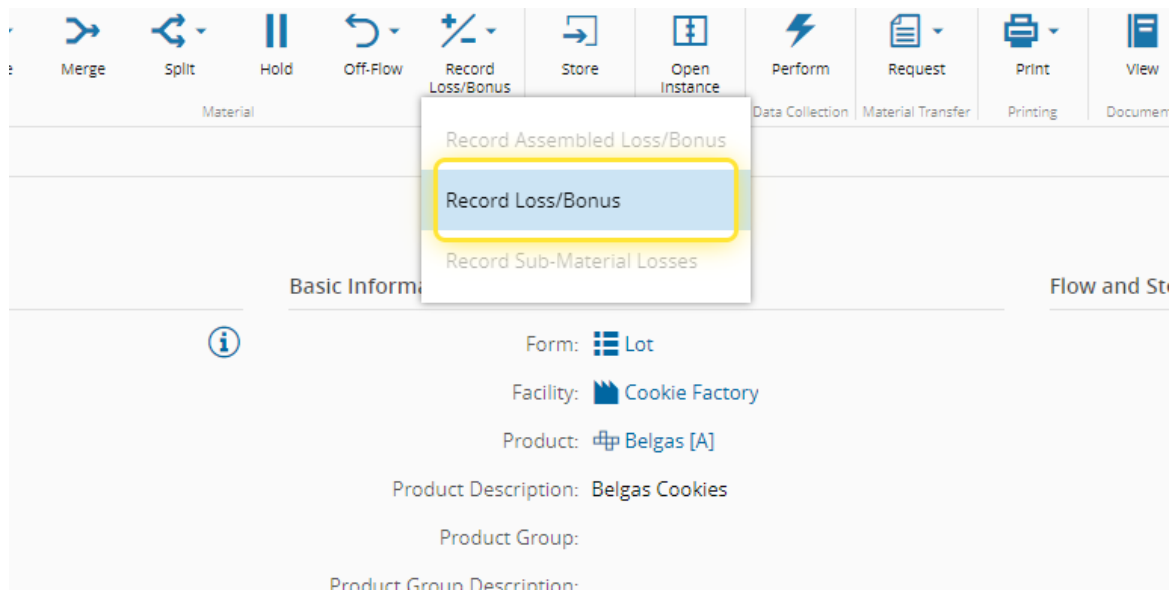 Merge
Split
Hold
Off-Flow
Record
Loss/Bonus
Store
Open
Instance
Perform
Request
Print
View
Material
Data Collection
Material Transfer
Printing
Record Assembled Loss/Bonus
Record Loss/Bonus
Record Sub-Material Losses
Form: Lot
Facility: Cookie Factory
Product: Belgas [A]
Product Description: Belgas Cookies
Product Group:
Product Group Description:
Basic
Flow and